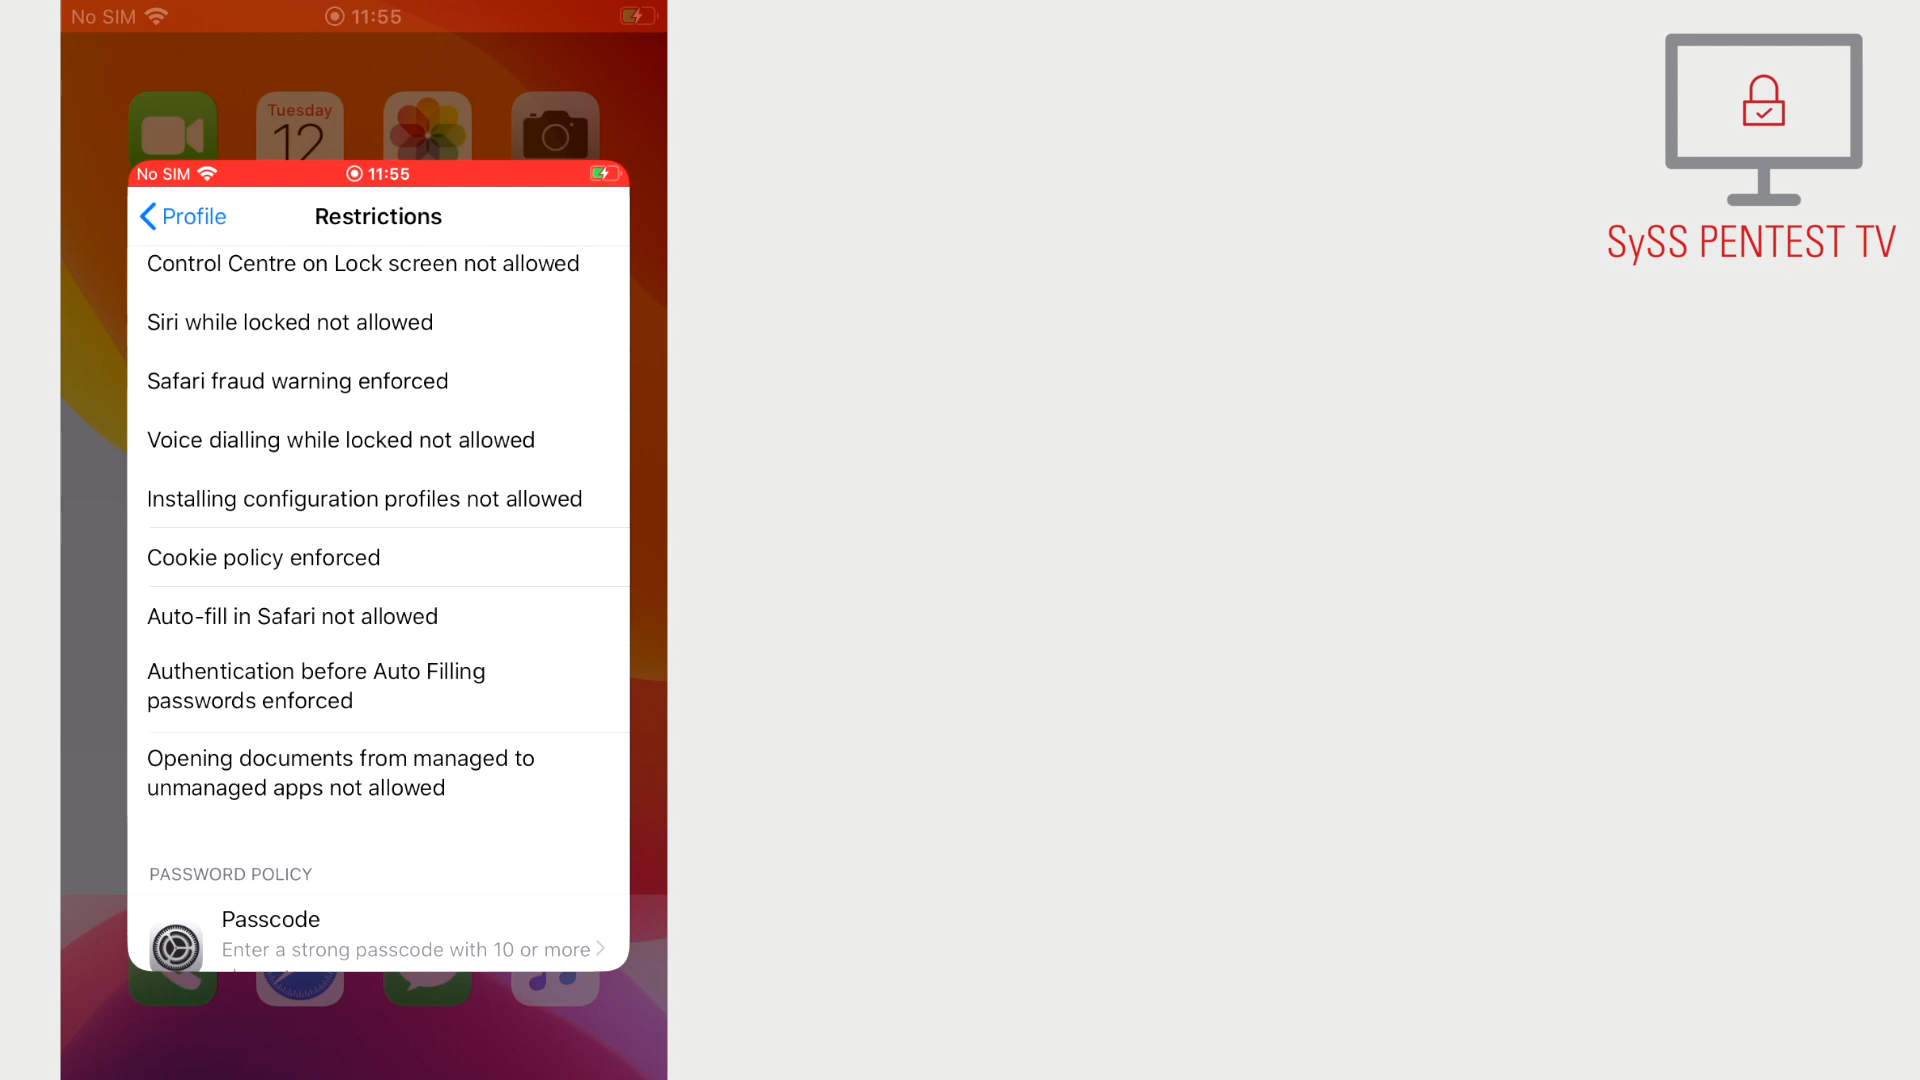 No SIM 11:55
Tuesday
12
No SIM 11:55
Profile Restrictions
Control Centre on Lock screen not allowed
Siri while locked not allowed
Safari fraud warning enforced
Voice dialling while locked not allowed
Installing configuration profiles not allowed
Cookie policy enforced
Auto-fill in Safari not allowed
Authentication before Auto Filling
passwords enforced
Opening documents from managed to
unmanaged apps not allowed
PASSWORD POLICY
Passcode
Enter a strong passcode with 10 or more
SySS PENTEST TV